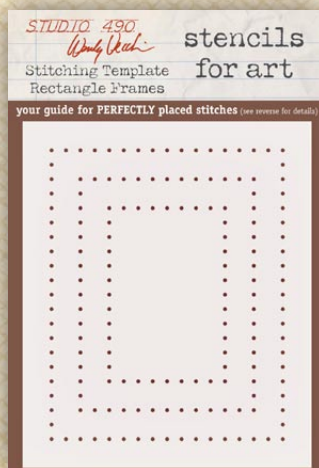 STUDIO 490
Wendy Vecchi
stencils
for art
Stitching Template
Rectangle Frames
your guide for PERFECTLY placed stitches (see reverse for details)